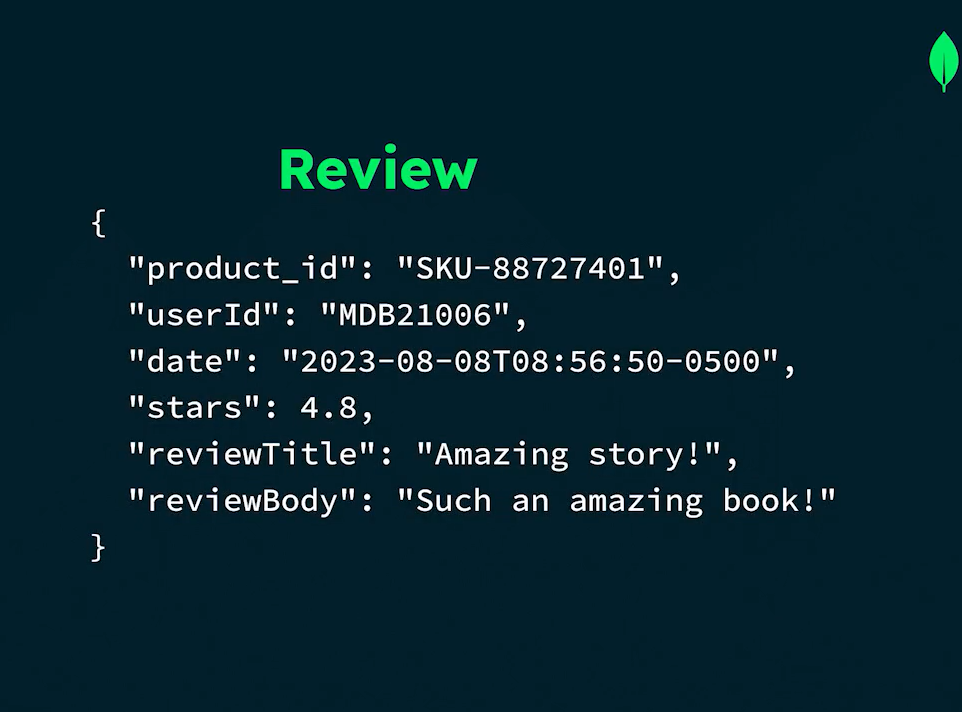 Review
{
"product_id": "SKU-88727401",
"userId": "MDB21006",
"date": "2023-08-08T08:56:50-0500",
"stars": 4.8,
"reviewTitle": "Amazing story!",
"reviewBody": "Such an amazing book!"
}